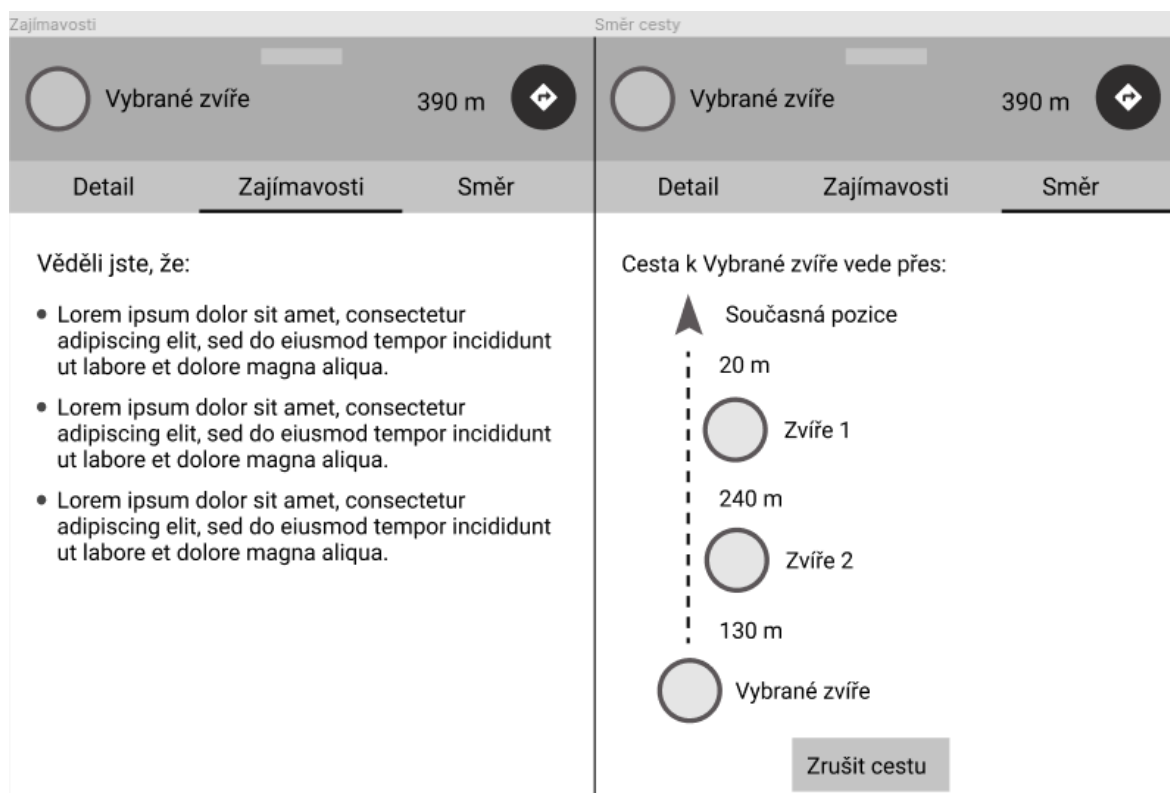 Zajímavosti
Vybrané zvíře
390 m
Detail
Zajímavosti
Směr
Věděli jste, že:
Lorem ipsum dolor sit amet, consectetur
adipiscing elit, sed do eiusmod tempor incididunt
ut labore et dolore magna aliqua.
Lorem ipsum dolor sit amet, consectetur
adipiscing elit, sed do eiusmod tempor incididunt
ut labore et dolore magna aliqua.
Lorem ipsum dolor sit amet, consectetur
adipiscing elit, sed do eiusmod tempor incididunt
ut labore et dolore magna aliqua.
Směr cesty
Vybrané zvíře
390 m
Detail
Zajímavosti
Směr
Cesta k Vybrané zvíře vede přes:
Současná pozice
20 m
Zvíře 1
240 m
Zvíře 2
130 m
Vybrané zvíře
Zrušit cestu